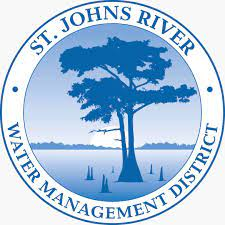 ST. JOHNS RIVER
WATER MANAGEMENT DISTRICT